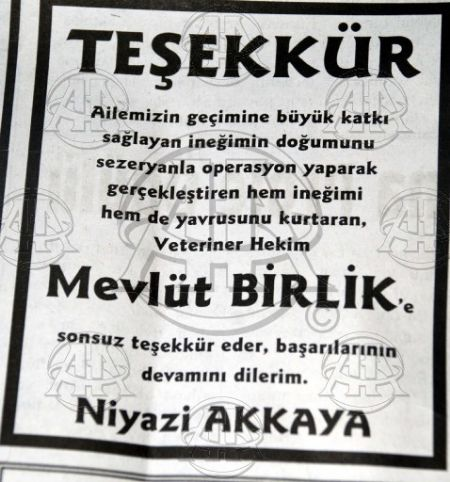 TEŞEKKÜR
Ailemizin geçimine büyük katkı
sağlayan ineğimin doğumunu
sezeryanla operasyon yaparak
gerçekleştiren hem ineğimi
hem de yavrusunu kurtaran,
Veteriner Hekim
Mevlüt BİRLİK'e
sonsuz teşekkür eder, başarılarının
devamını dilerim.
Niyazi AKKAYA